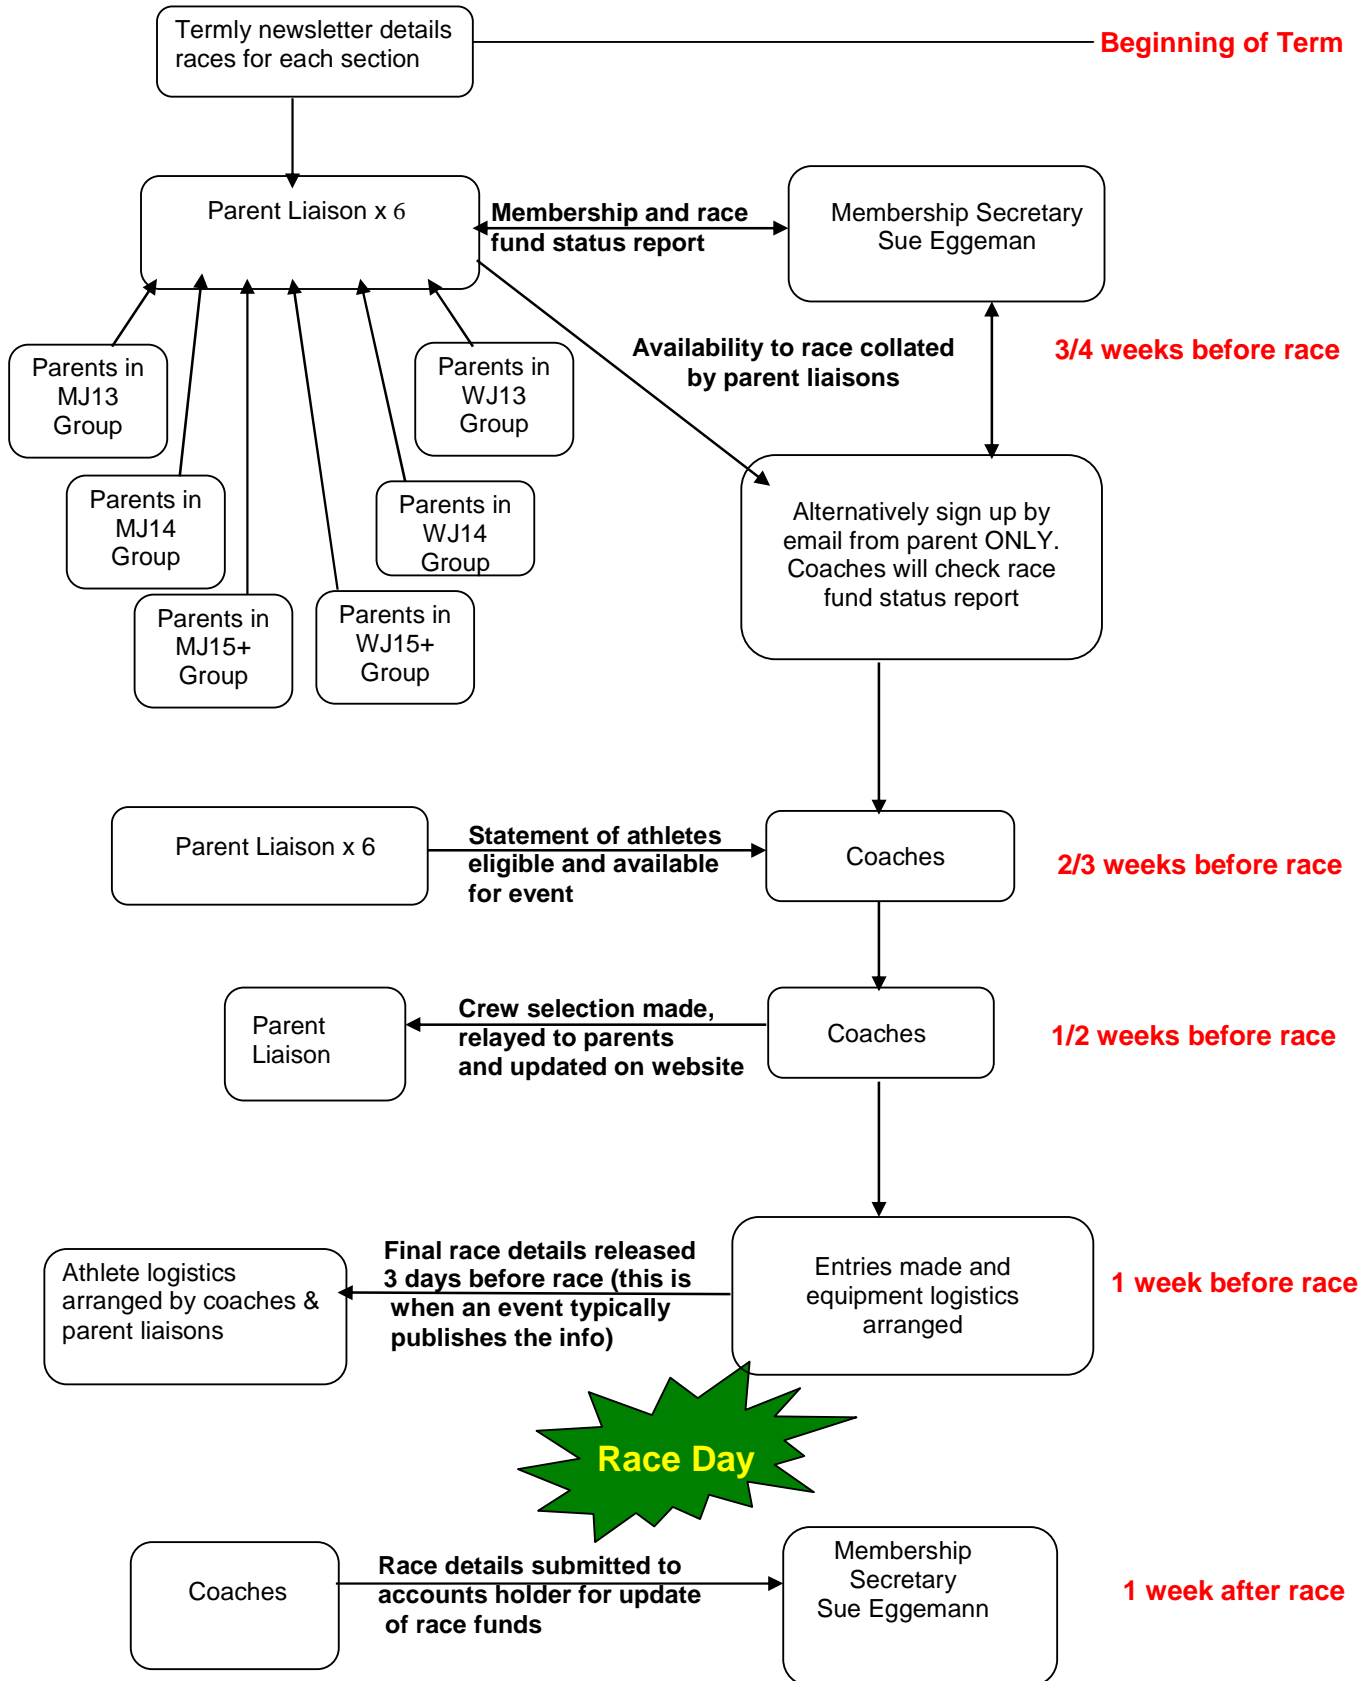 Termly newsletter details
races for each section
Beginning of Term
Parent Liaison x 6
Membership and race
fund status report
Membership Secretary
Sue Eggeman
Availability to race collated
by parent liaisons
3/4 weeks before race
Parents in
MJ13
Group
Parents in
WJ13
Group
Parents in
MJ14
Group
Parents in
WJ14
Group
Parents in
MJ15+
Group
Parents in
WJ15+
Group
Alternatively sign up by
email from parent ONLY.
Coaches will check race
fund status report
Parent Liaison x 6
Statement of athletes
eligible and available
for event
Coaches
2/3 weeks before race
Parent
Liaison
Crew selection made,
relayed to parents
and updated on website
Coaches
1/2 weeks before race
Athlete logistics
arranged by coaches &
parent liaisons
Final race details released
3 days before race (this is
when an event typically
publishes the info)
Entries made and
equipment logistics
arranged
1 week before race
Race Day
Coaches
Race details submitted to
accounts holder for update
of race funds
Membership
Secretary
Sue Eggemann
1 week after race